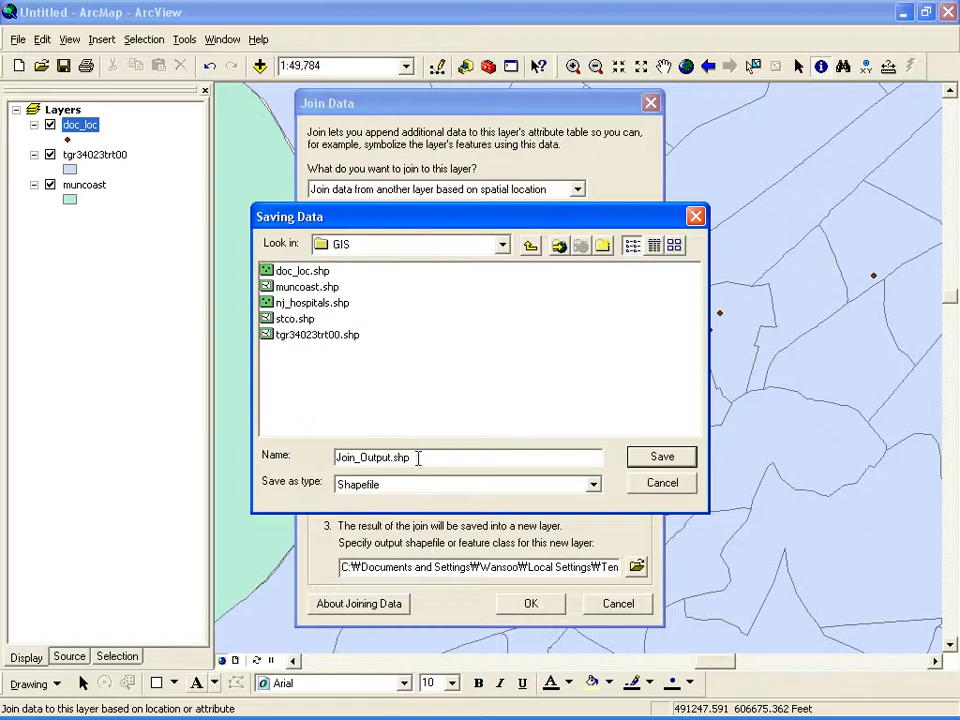 Untitled - ArcMap - ArcView
File Edit View Insert Selection Tools Window Help
1:49,784
Layers
doc_loc
tgr34023trt00
muncoast
Join Data
Join lets you append additional data to this layer's attribute table so you can,
for example, symbolize the layer's features using this data.
What do you want to join to this layer?
Join data from another layer based on spatial location
Saving Data
Look in: GIS
doc_loc.shp
muncoast.shp
nj_hospitals.shp
stco.shp
tgr34023trt00.shp
Name: Join_Output.shp Save
Save as type: Shapefile Cancel
3. The result of the join will be saved into a new layer.
Specify output shapefile or feature class for this new layer:
C:₩Documents and Settings₩Wansoo₩Local Settings₩Ten
About Joining Data OK Cancel
Display Source Selection
Drawing A Arial 10 B I U A
Join data to this layer based on location or attribute 491247.591 606675.362 Feet